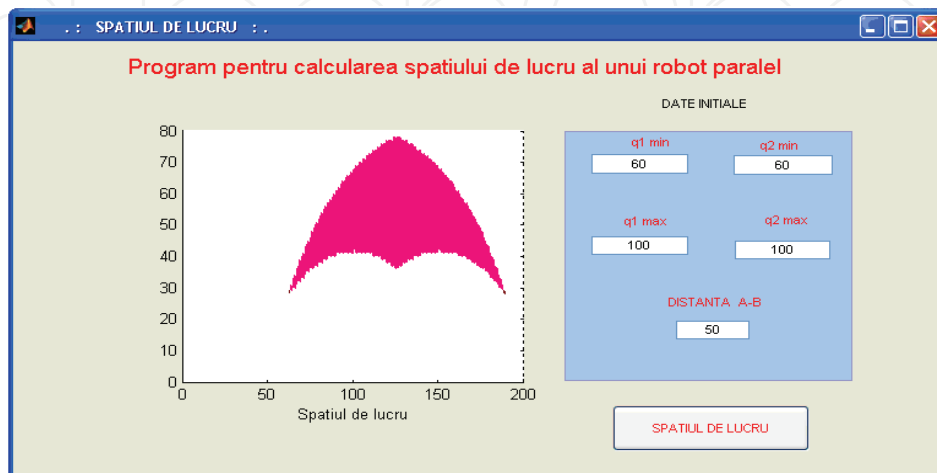 .: SPATIUL DE LUCRU :.
Program pentru calcularea spatiului de lucru al unui robot paralel
DATE INITIALE
q1 min
q2 min
60
60
q1 max
q2 max
100
100
DISTANTA A-B
50
80
70
60
50
40
30
20
10
0
0
50
100
150
200
Spatiul de lucru
SPATIUL DE LUCRU